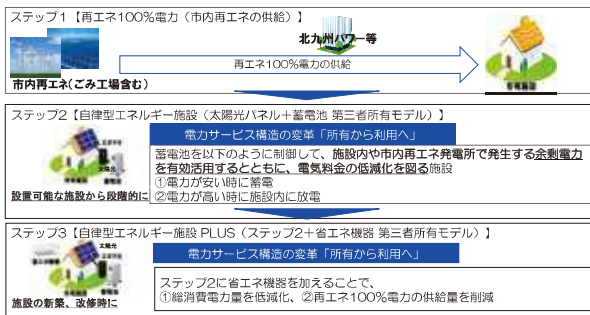 ステップ1【再エネ100%電力(市内再エネの供給)】
北九州パワー等
再エネ100%電力の供給
市内再エネ(ごみ工場含む)
ステップ2【自律型エネルギー施設(太陽光パネル+蓄電池 第三者所有モデル)】
電力サービス構造の変革「所有から利用へ」
蓄電池を以下のように制御して、施設内や市内再エネ発電所で発生する余剰電力
を有効活用するとともに、電気料金の低減化を図る施設
①電力が安い時に蓄電
②電力が高い時に施設内に放電
太陽光
蓄電池
設置可能な施設から段階的に
ステップ3【自律型エネルギー施設 PLUS(ステップ2+省エネ機器 第三者所有モデル)】
電力サービス構造の変革「所有から利用へ」
太陽光
蓄電池
ステップ2に省エネ機器を加えることで、
①総消費電力量を低減化、②再エネ100%電力の供給量を削減
施設の新築、改修時に